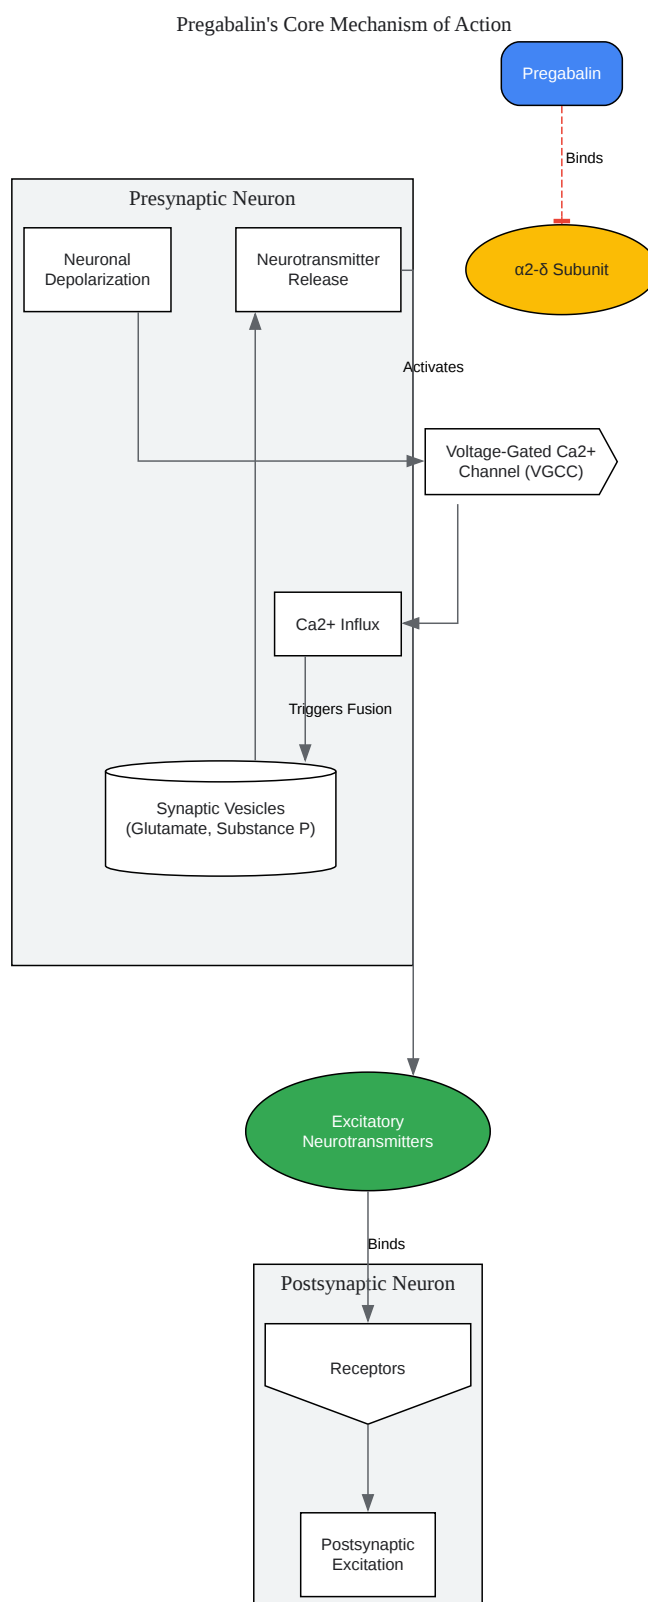 Pregabalin's Core Mechanism of Action
Pregabalin
Binds
α2-δ Subunit
Presynaptic Neuron
Neuronal
Depolarization
Neurotransmitter
Release
Activates
Voltage-Gated Ca2+
Channel (VGCC)
Ca2+ Influx
Triggers Fusion
Synaptic Vesicles
(Glutamate, Substance P)
Excitatory
Neurotransmitters
Binds
Postsynaptic Neuron
Receptors
Postsynaptic
Excitation